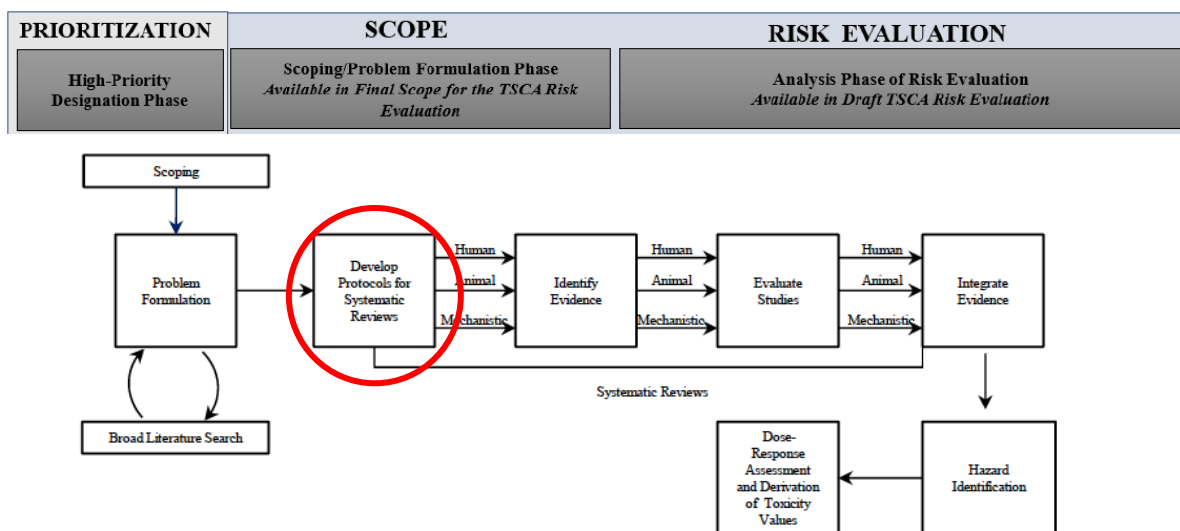 PRIORITIZATION
SCOPE
RISK EVALUATION
High-Priority
Designation Phase
Scoping/Problem Formulation Phase
Available in Final Scope for the TSCA Risk
Evaluation
Analysis Phase of Risk Evaluation
Available in Draft TSCA Risk Evaluation
Scoping
Problem
Formulation
Broad Literature Search
Develop
Protocols for
Systematic
Reviews
Human
Animal
Mechanistic
Identify
Evidence
Human
Animal
Mechanistic
Evaluate
Studies
Human
Animal
Mechanistic
Integrate
Evidence
Systematic Reviews
Dose-
Response
Assessment
and Derivation
of Toxicity
Values
Hazard
Identification